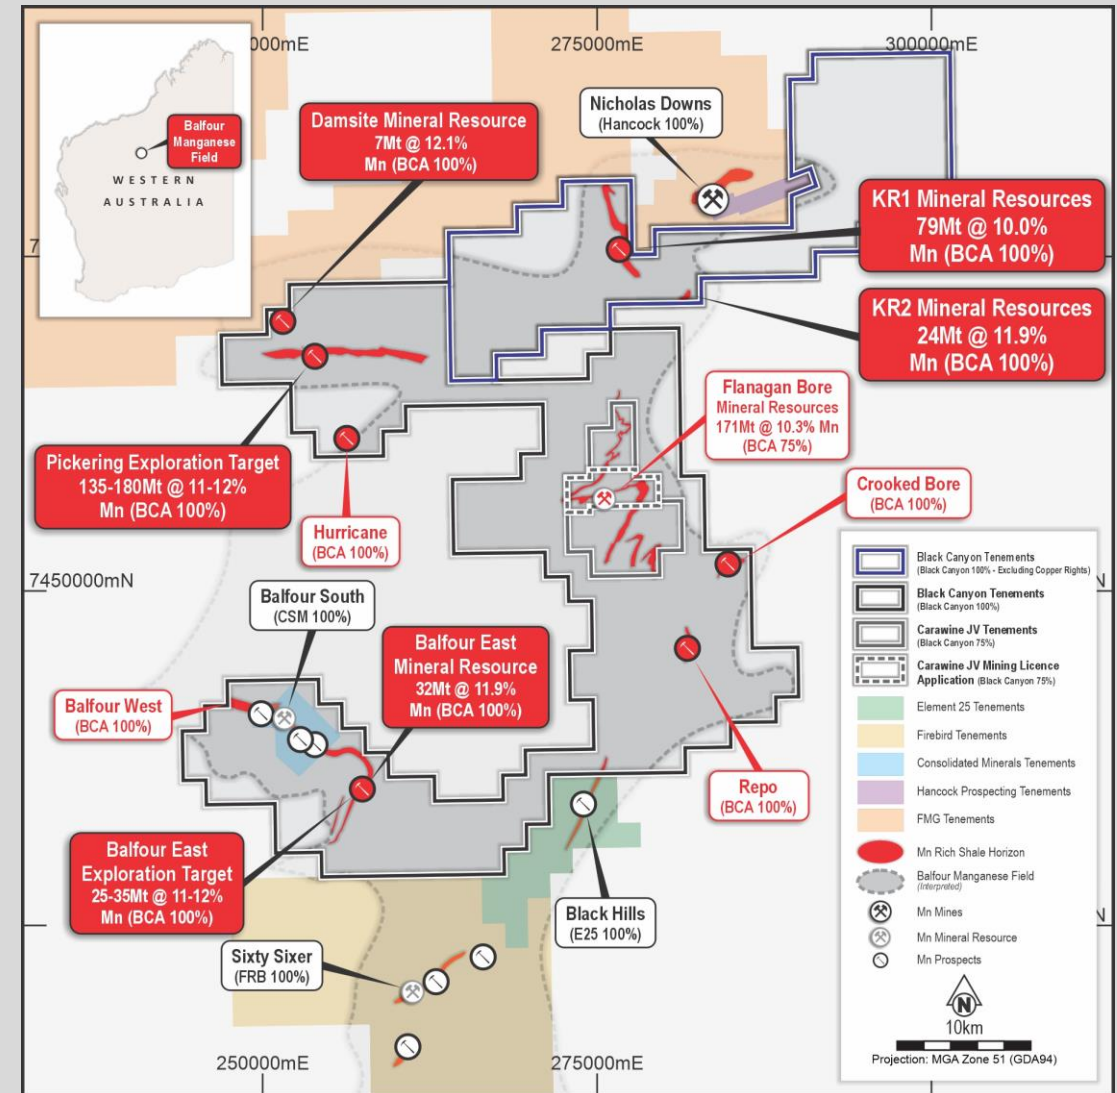 000mE
275000mE
300000mE
Balfour
Manganese
Field
WESTERN
AUSTRALIA
Damsite Mineral Resource
7Mt @ 12.1%
Mn (BCA 100%)
Nicholas Downs
(Hancock 100%)
KR1 Mineral Resources
79Mt @ 10.0%
Mn (BCA 100%)
7
KR2 Mineral Resources
24Mt @ 11.9%
Mn (BCA 100%)
Flanagan Bore
Mineral Resources
171Mt @ 10.3% Mn
(BCA 75%)
Pickering Exploration Target
135-180Mt @ 11-12%
Mn (BCA 100%)
Crooked Bore
(BCA 100%)
Hurricane
(BCA 100%)
7450000mN
N
Balfour South
(CSM 100%)
Balfour East
Mineral Resource
32Mt @ 11.9%
Mn (BCA 100%)
Balfour West
(BCA 100%)
Repo
(BCA 100%)
Balfour East
Exploration Target
25-35Mt @ 11-12%
Mn (BCA 100%)
Black Hills
(E25 100%)
Sixty Sixer
(FRB 100%)
N
250000mE
275000mE
Black Canyon Tenements
(Black Canyon 100% - Excluding Copper Rights)
Black Canyon Tenements
(Black Canyon 100%)
Carawine JV Tenements
(Black Canyon 75%)
Carawine JV Mining Licence
Application (Black Canyon 75%)
Element 25 Tenements
Firebird Tenements
Consolidated Minerals Tenements
Hancock Prospecting Tenements
FMG Tenements
Mn Rich Shale Horizon
Balfour Manganese Field
(Interpreted)
Mn Mines
Mn Mineral Resource
Mn Prospects
N
10km
Projection: MGA Zone 51 (GDA94)